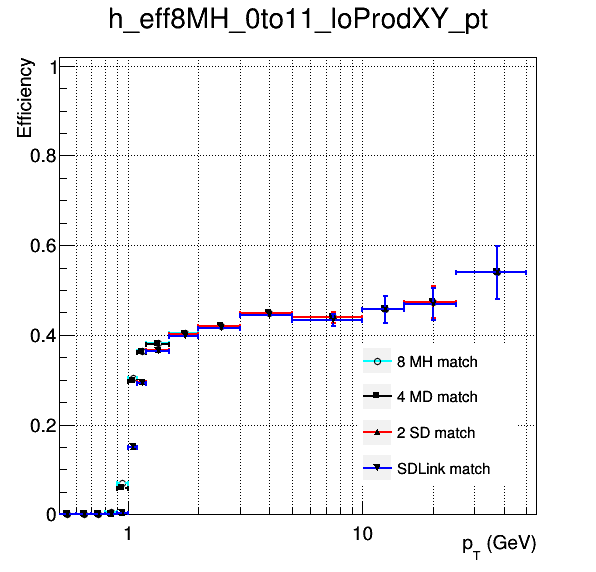 h_eff8MH_0to11_loProdXY_pt
Efficiency
1
0.8
0.6
0.4
0.2
0
8 MH match
4 MD match
2 SD match
SDLink match
1
10
p_T (GeV)